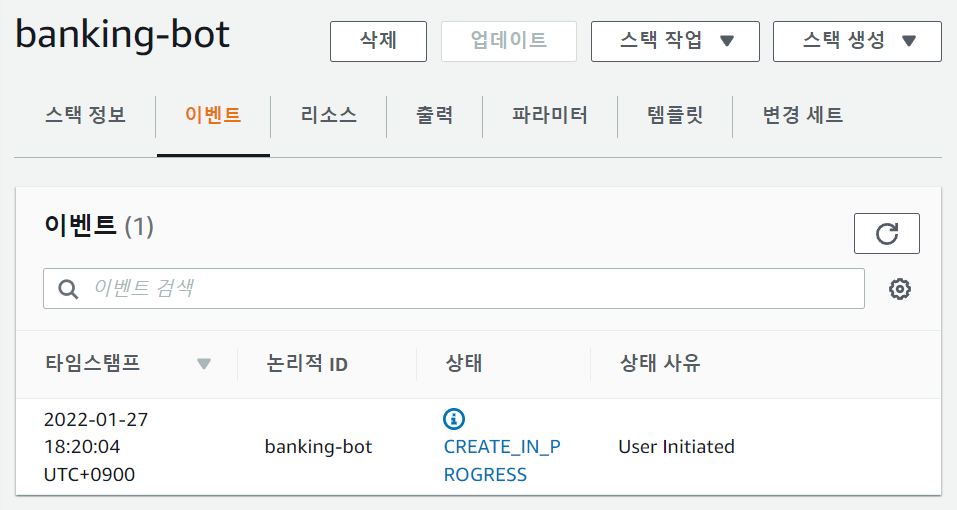 banking-bot
삭제
업데이트
스택 작업
스택 생성
스택 정보
이벤트
리소스
출력
파라미터
템플릿
변경 세트
이벤트 (1)
이벤트 검색
타임스탬프
논리적 ID
상태
상태 사유
2022-01-27
18:20:04
UTC+0900
banking-bot
CREATE_IN_P
ROGRESS
User Initiated